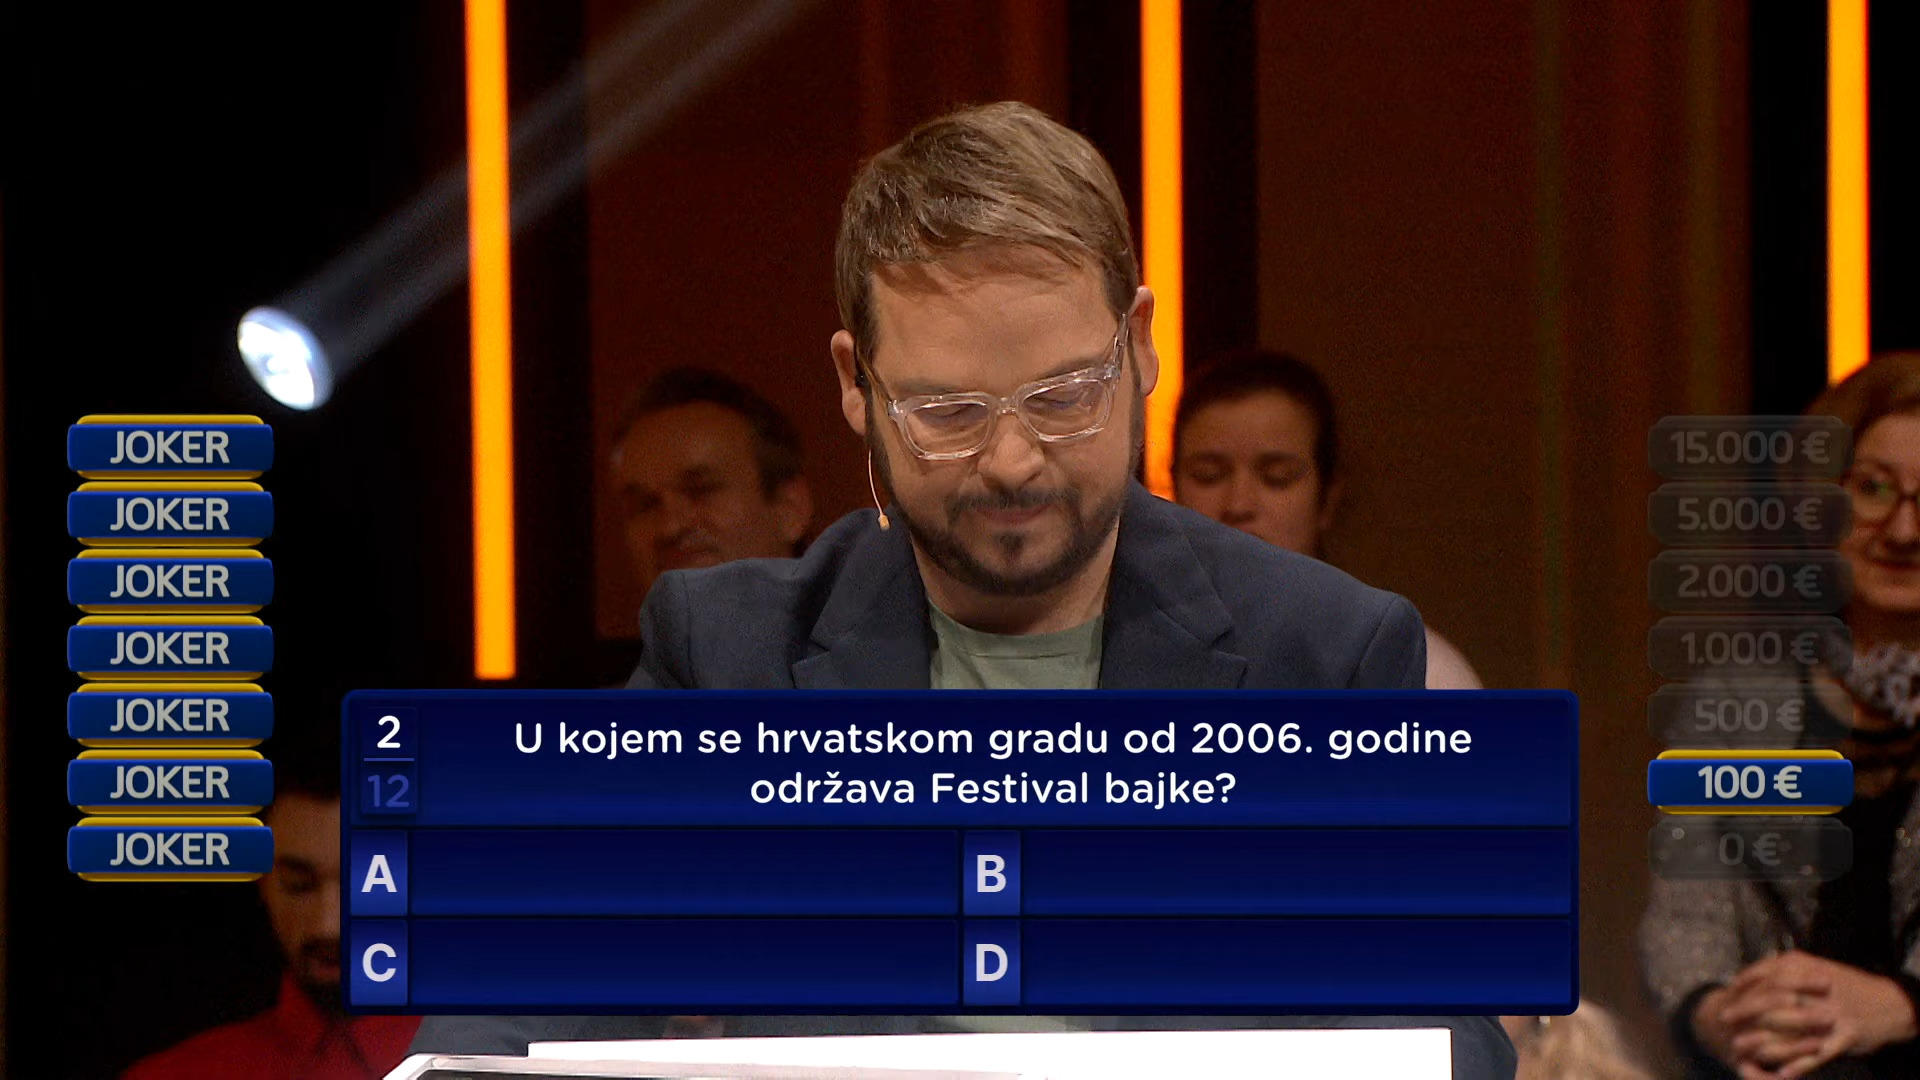 JOKER
JOKER
JOKER
JOKER
JOKER
JOKER
JOKER
15.000 €
5.000 €
2.000 €
1.000 €
500 €
100 €
0 €
2
12
U kojem se hrvatskom gradu od 2006. godine
održava Festival bajke?
A
B
C
D